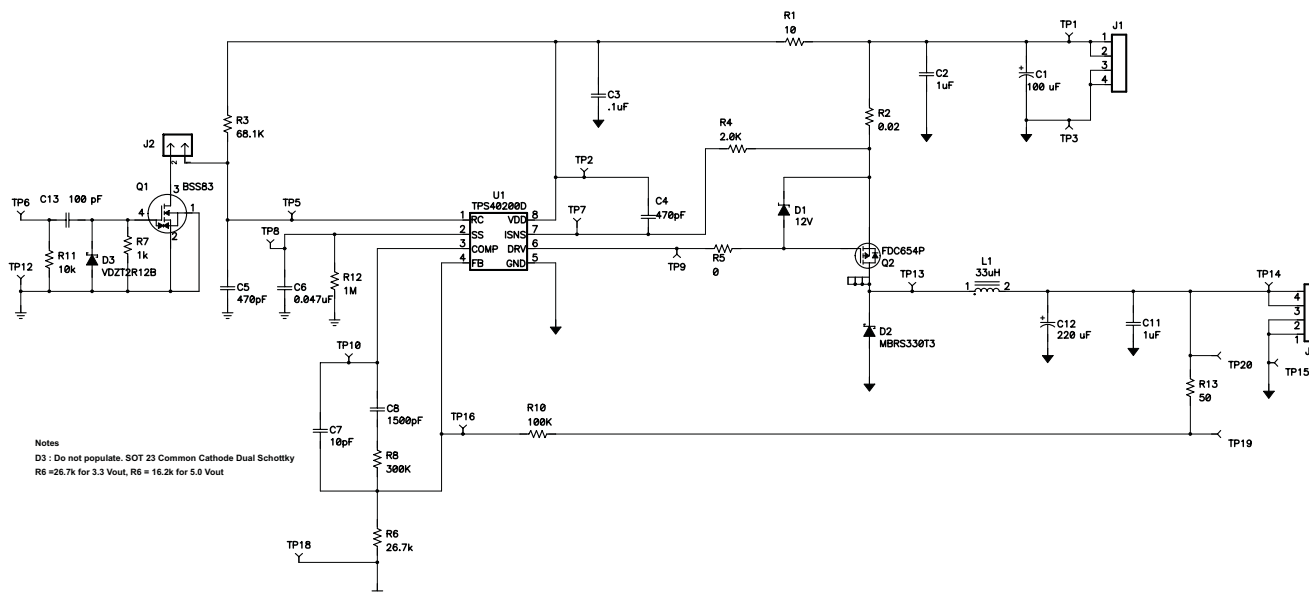 R1
10
TP1
J1
1
2
3
4
C3
.1uF
C2
1uF
C1
100 uF
R3
68.1K
R2
0.02
R4
2.0K
TP3
J2
2
TP2
C13 100 pF
Q1
3
BSS83
4
1
2
TP6
TP5
U1
TPS40200D
1
RC
VDD
8
2
SS
ISNS
7
3
COMP
DRV
6
4
FB
GND
5
TP7
C4
470pF
D1
12V
TP8
R11
10k
D3
VDZT2R12B
R7
1k
TP12
C5
470pF
C6
0.047uF
R12
1M
TP9
R5
0
FDC654P
Q2
TP13
L1
33uH
1
2
TP14
C12
220 uF
C11
1uF
4
3
2
1
J
D2
MBRS330T3
TP10
TP20
TP15
R13
50
C8
1500pF
C7
10pF
TP16
R10
100K
TP19
R8
300K
Notes
D3 : Do not populate. SOT 23 Common Cathode Dual Schottky
R6 =26.7k for 3.3 Vout, R6 = 16.2k for 5.0 Vout
R6
26.7k
TP18